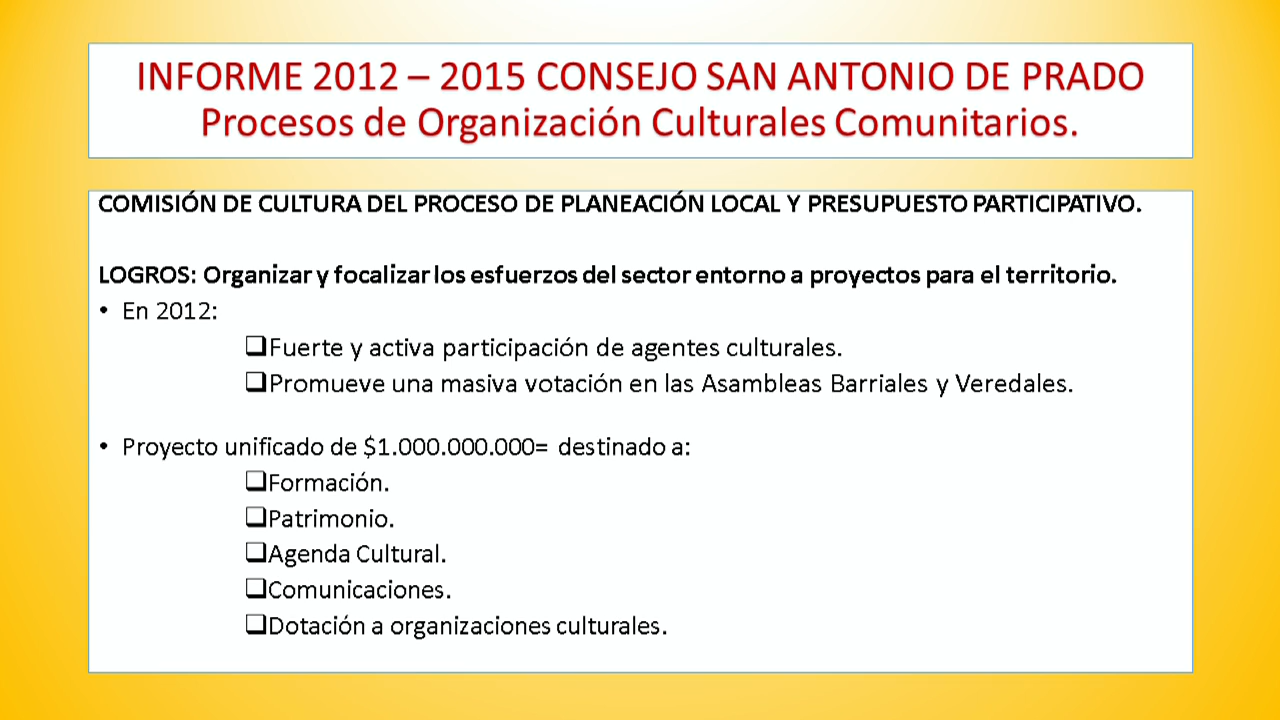 INFORME 2012 – 2015 CONSEJO SAN ANTONIO DE PRADO
Procesos de Organización Culturales Comunitarios.
COMISIÓN DE CULTURA DEL PROCESO DE PLANEACIÓN LOCAL Y PRESUPUESTO PARTICIPATIVO.
LOGROS: Organizar y focalizar los esfuerzos del sector entorno a proyectos para el territorio.
• En 2012:
❑Fuerte y activa participación de agentes culturales.
❑Promueve una masiva votación en las Asambleas Barriales y Veredales.
• Proyecto unificado de $1.000.000.000= destinado a:
❑Formación.
❑Patrimonio.
❑Agenda Cultural.
❑Comunicaciones.
❑Dotación a organizaciones culturales.